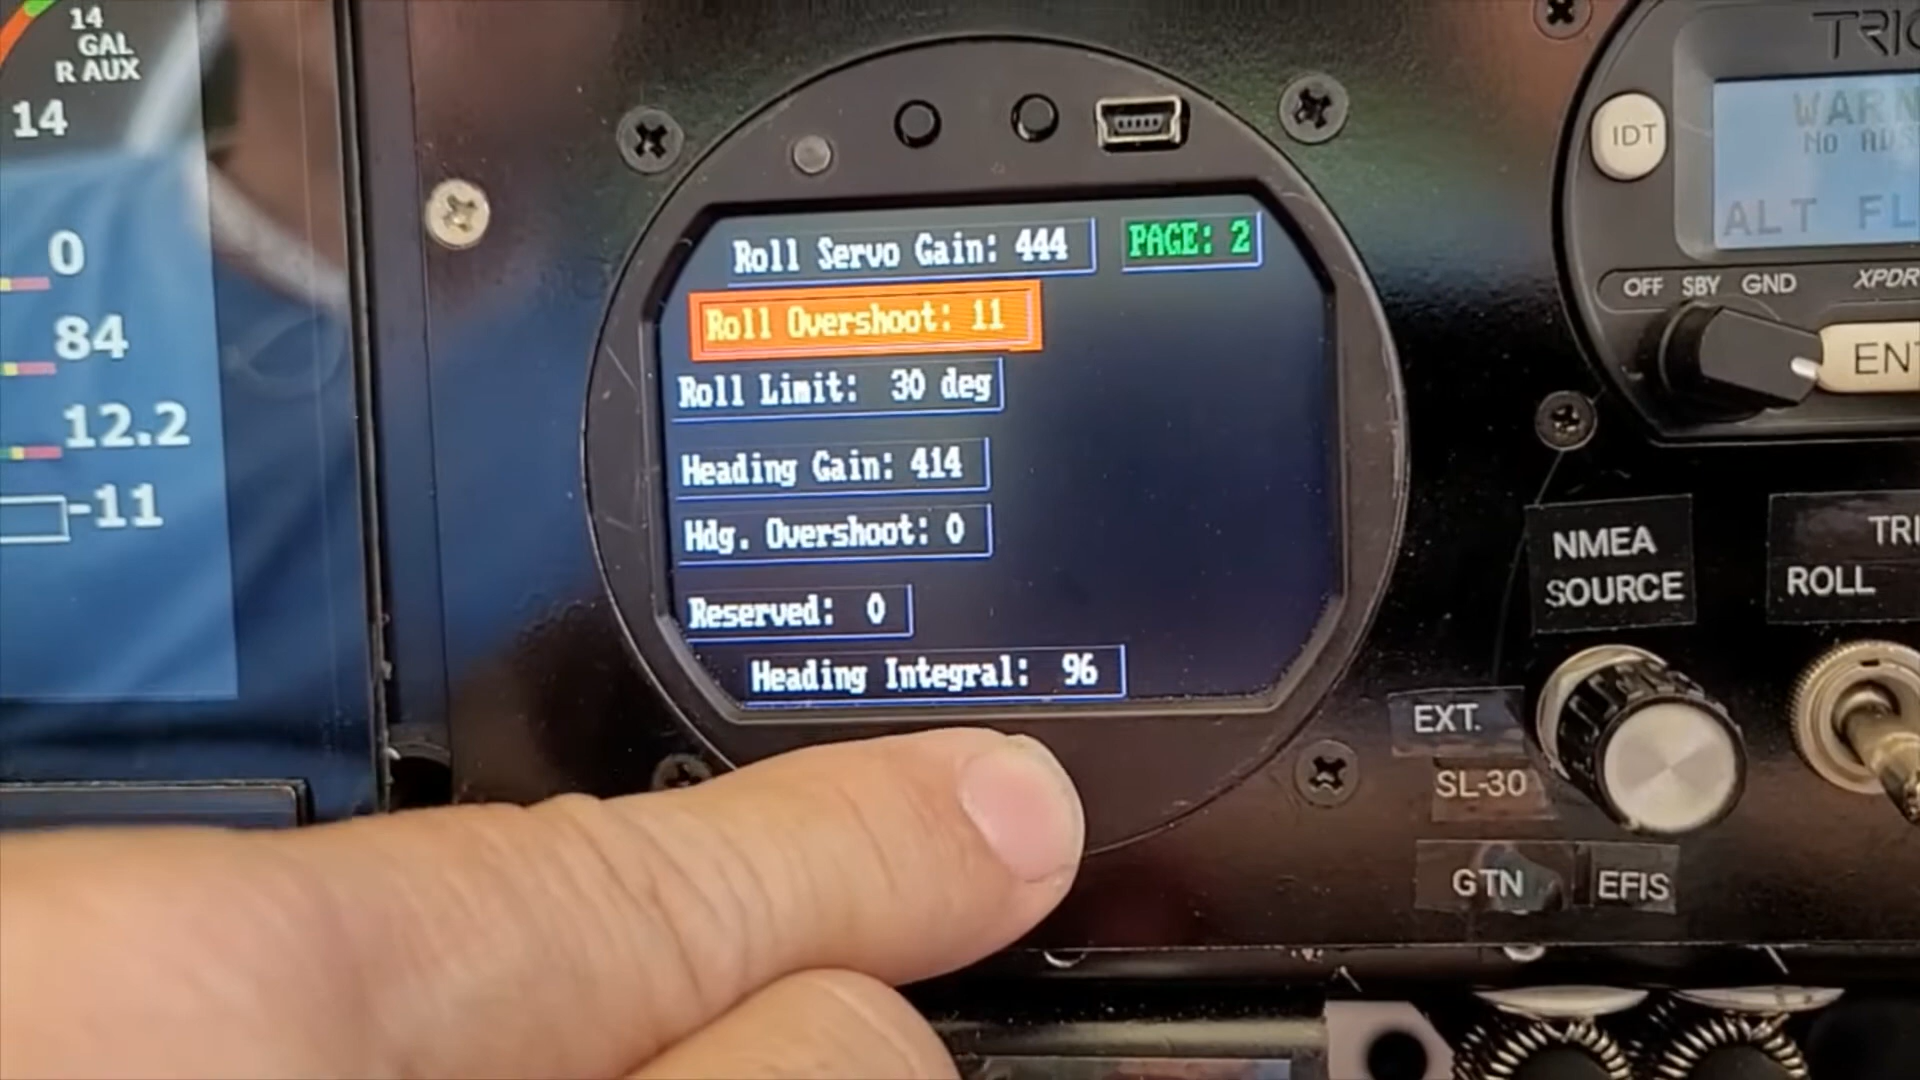 14
GAL
R AUX
14
0
84
12.2
-11
Roll Servo Gain: 444
PAGE: 2
Roll Overshoot: 11
Roll Limit: 30 deg
Heading Gain: 414
Hdg. Overshoot: 0
Reserved: 0
Heading Integral: 96
TRI
IDT
WARN
No ADS
ALT FL
OFF SBY GND XPDR
ENT
NMEA
SOURCE
EXT.
SL-30
GTN
EFIS
TRI
ROLL